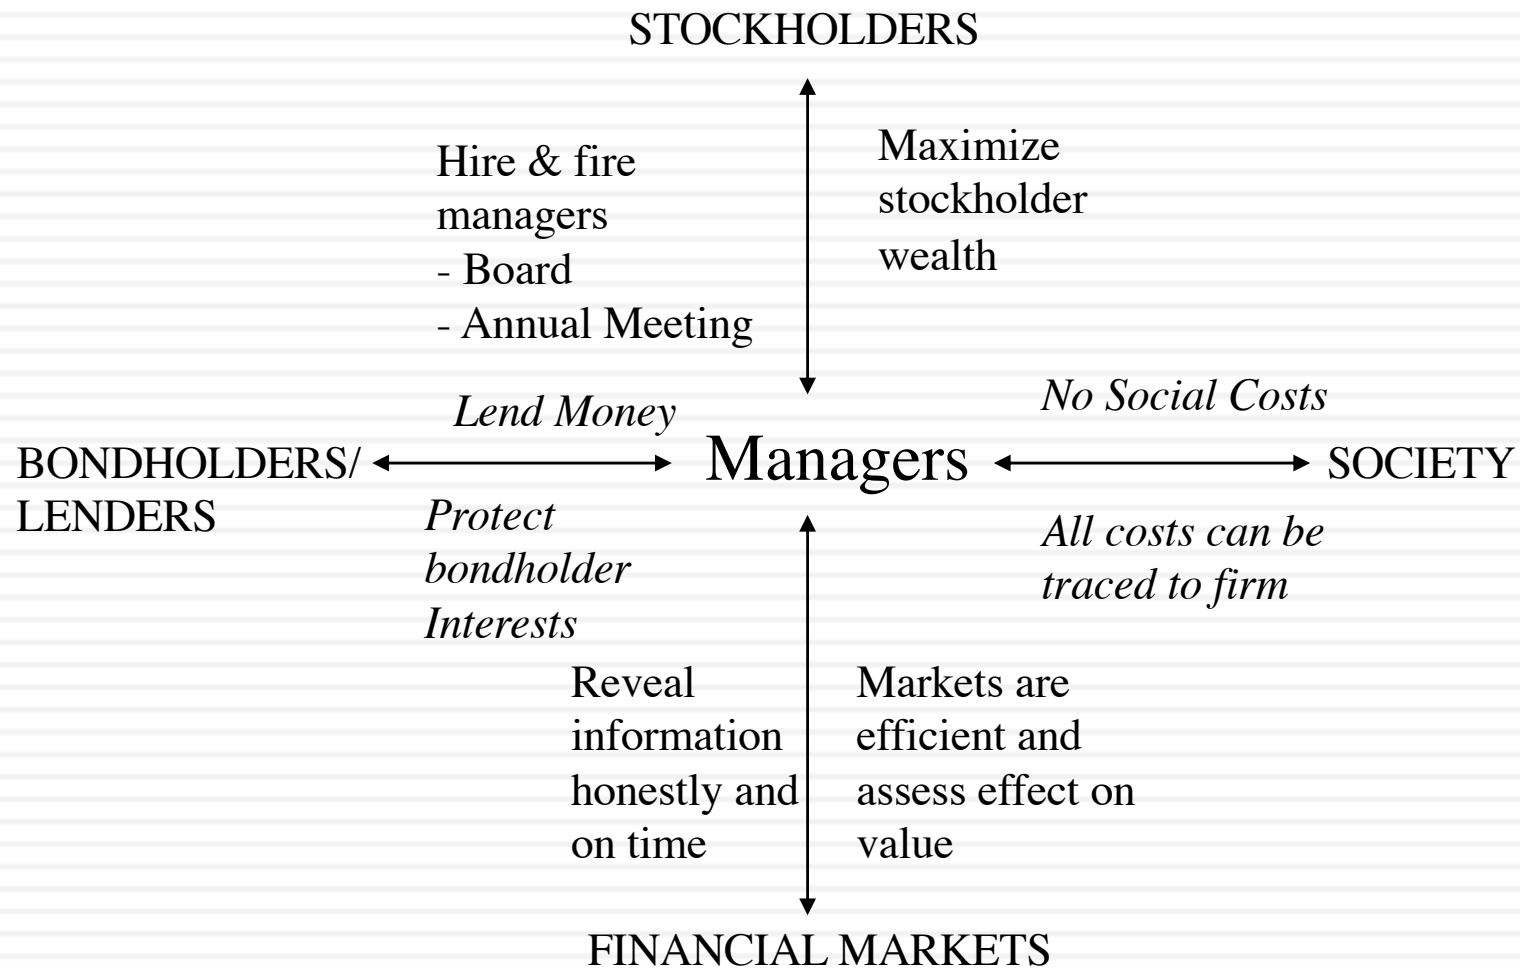 STOCKHOLDERS
Hire & fire
managers
- Board
- Annual Meeting
Maximize
stockholder
wealth
Lend Money
No Social Costs
BONDHOLDERS/
LENDERS
Managers
SOCIETY
Protect
bondholder
Interests
All costs can be
traced to firm
Reveal
information
honestly and
on time
Markets are
efficient and
assess effect on
value
FINANCIAL MARKETS